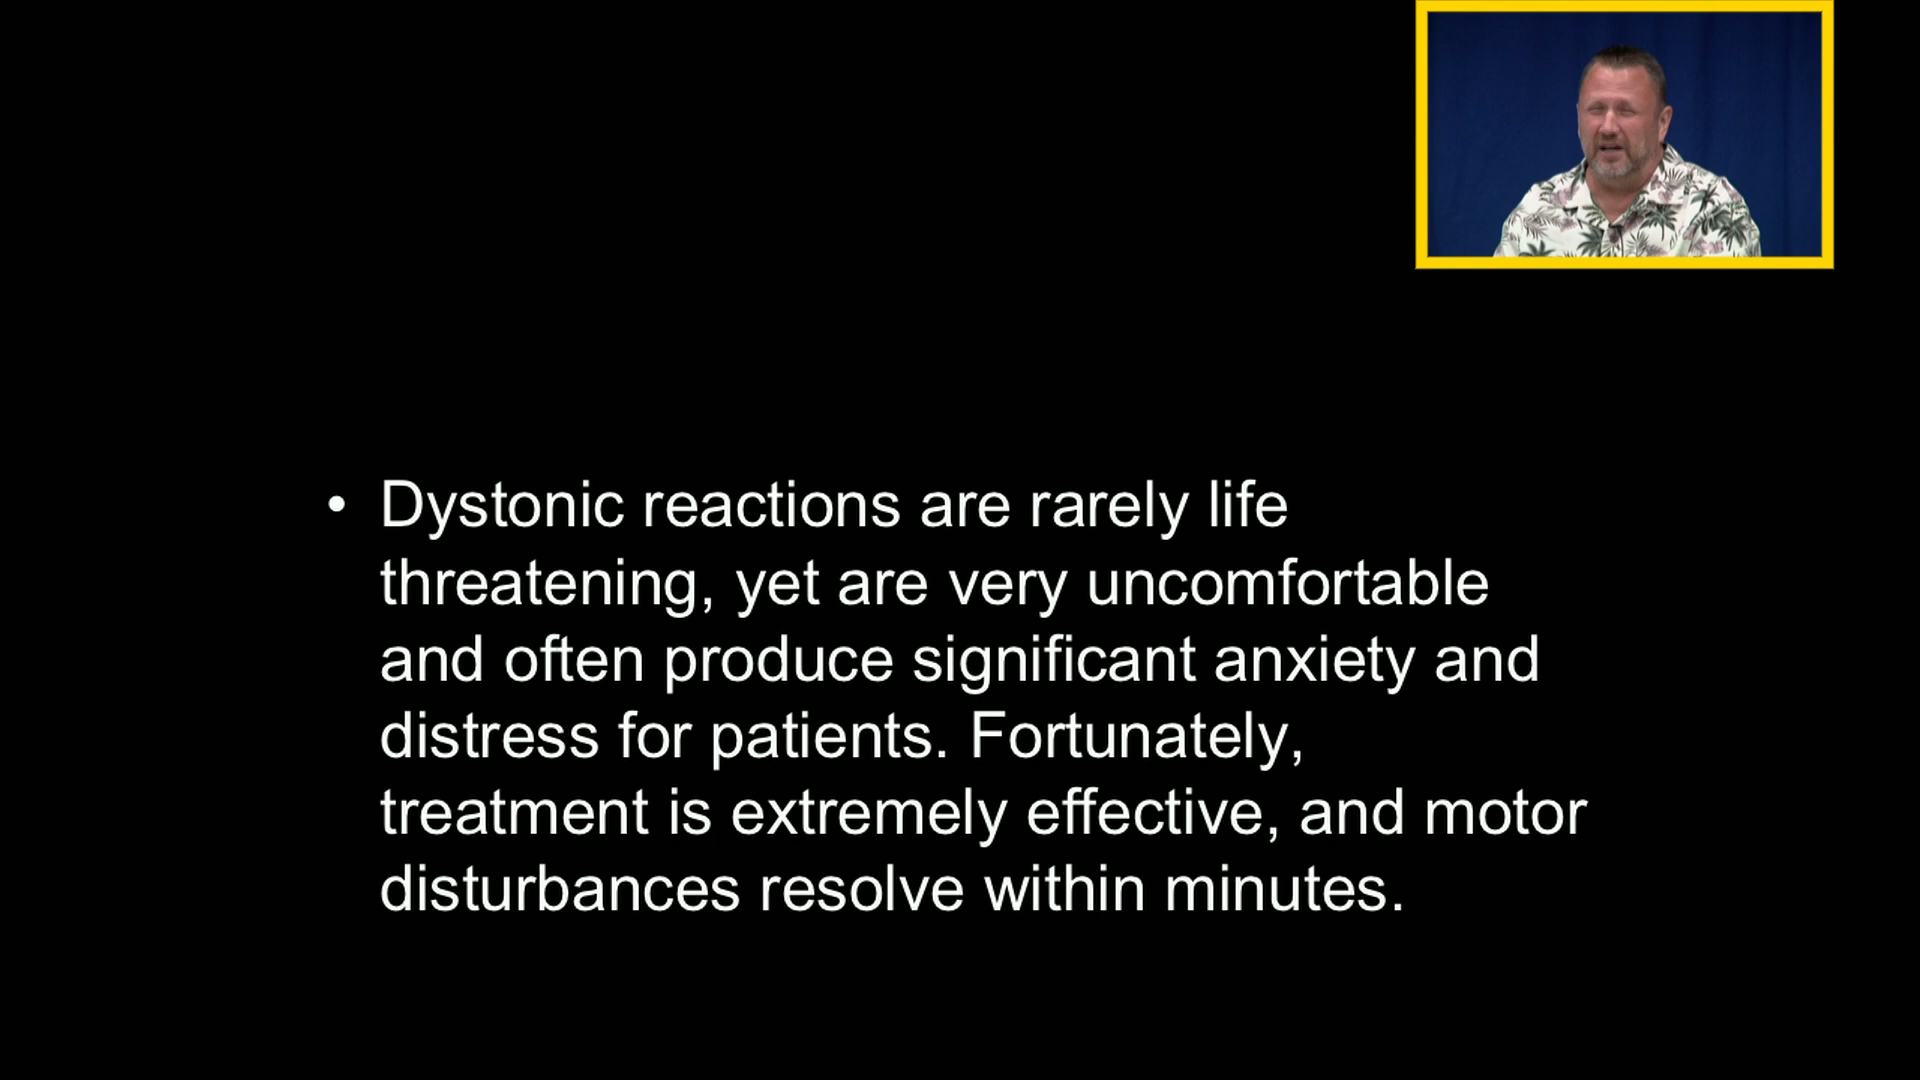 • Dystonic reactions are rarely life
threatening, yet are very uncomfortable
and often produce significant anxiety and
distress for patients. Fortunately,
treatment is extremely effective, and motor
disturbances resolve within minutes.